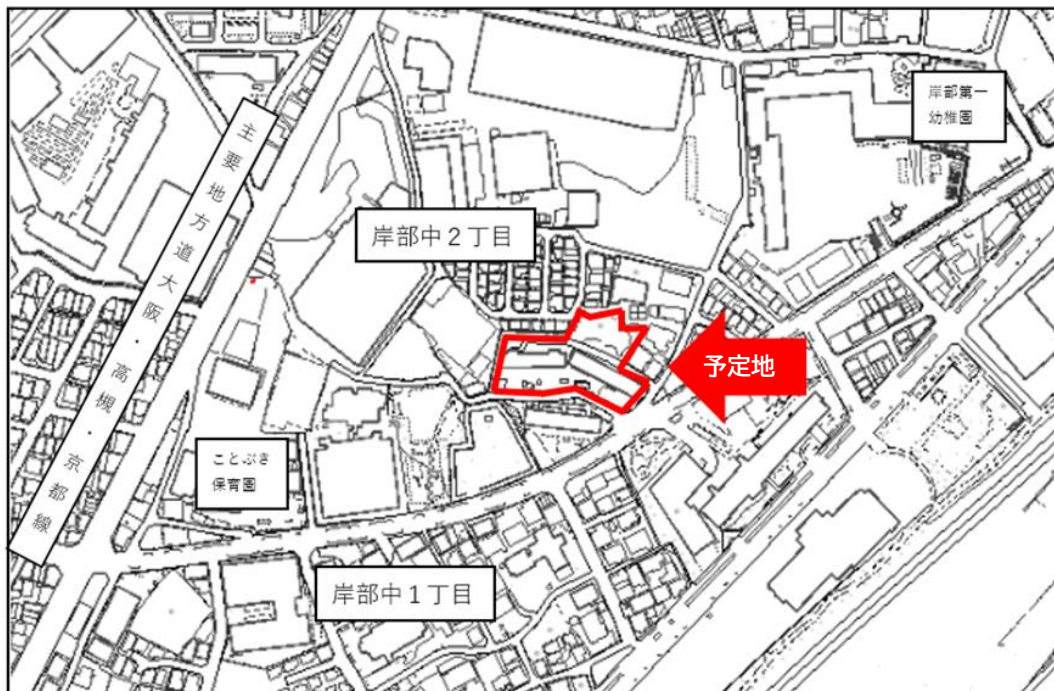 岸部第一
幼稚園
主要地方道大阪・高槻・京都線
岸部中２丁目
予定地
ことぶき
保育園
岸部中１丁目